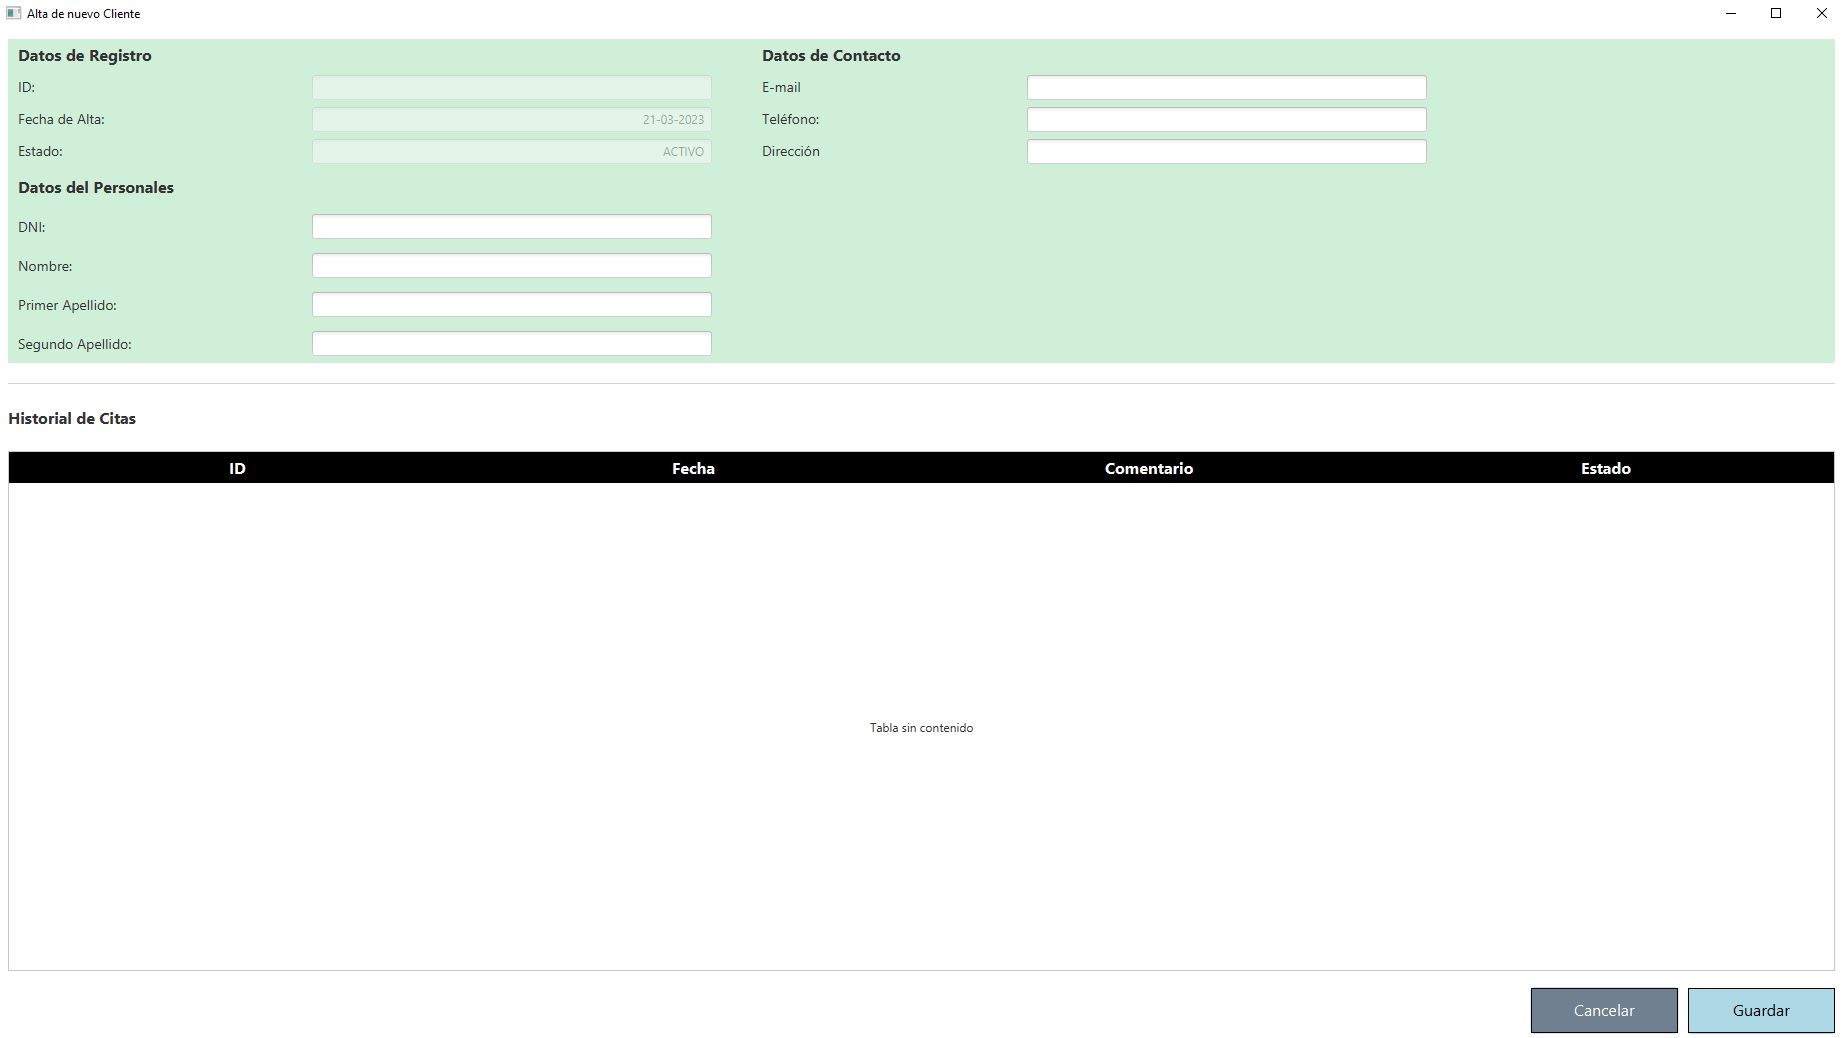 Alta de nuevo Cliente
Datos de Registro
ID:
Fecha de Alta: 21-03-2023
Estado: ACTIVO
Datos de Contacto
E-mail
Teléfono:
Dirección
Datos del Personales
DNI:
Nombre:
Primer Apellido:
Segundo Apellido:
Historial de Citas
ID Fecha Comentario Estado
Tabla sin contenido
Cancelar Guardar